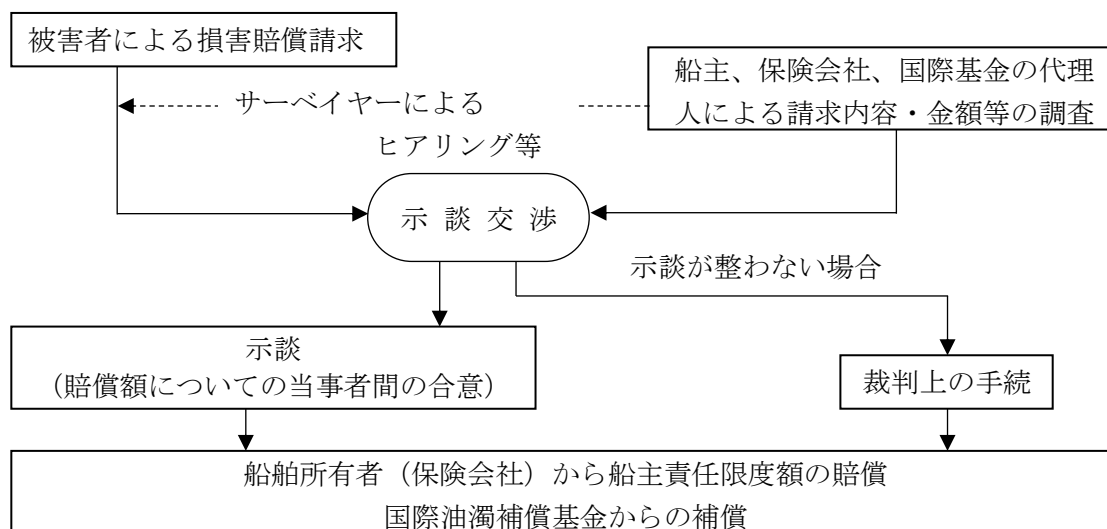 被害者による損害賠償請求
船主、保険会社、国際基金の代理
人による請求内容・金額等の調査
サーベイヤーによる
ヒアリング等
示 談 交 渉
示談が整わない場合
示談
（賠償額についての当事者間の合意）
裁判上の手続
船舶所有者（保険会社）から船主責任限度額の賠償
国際油濁補償基金からの補償